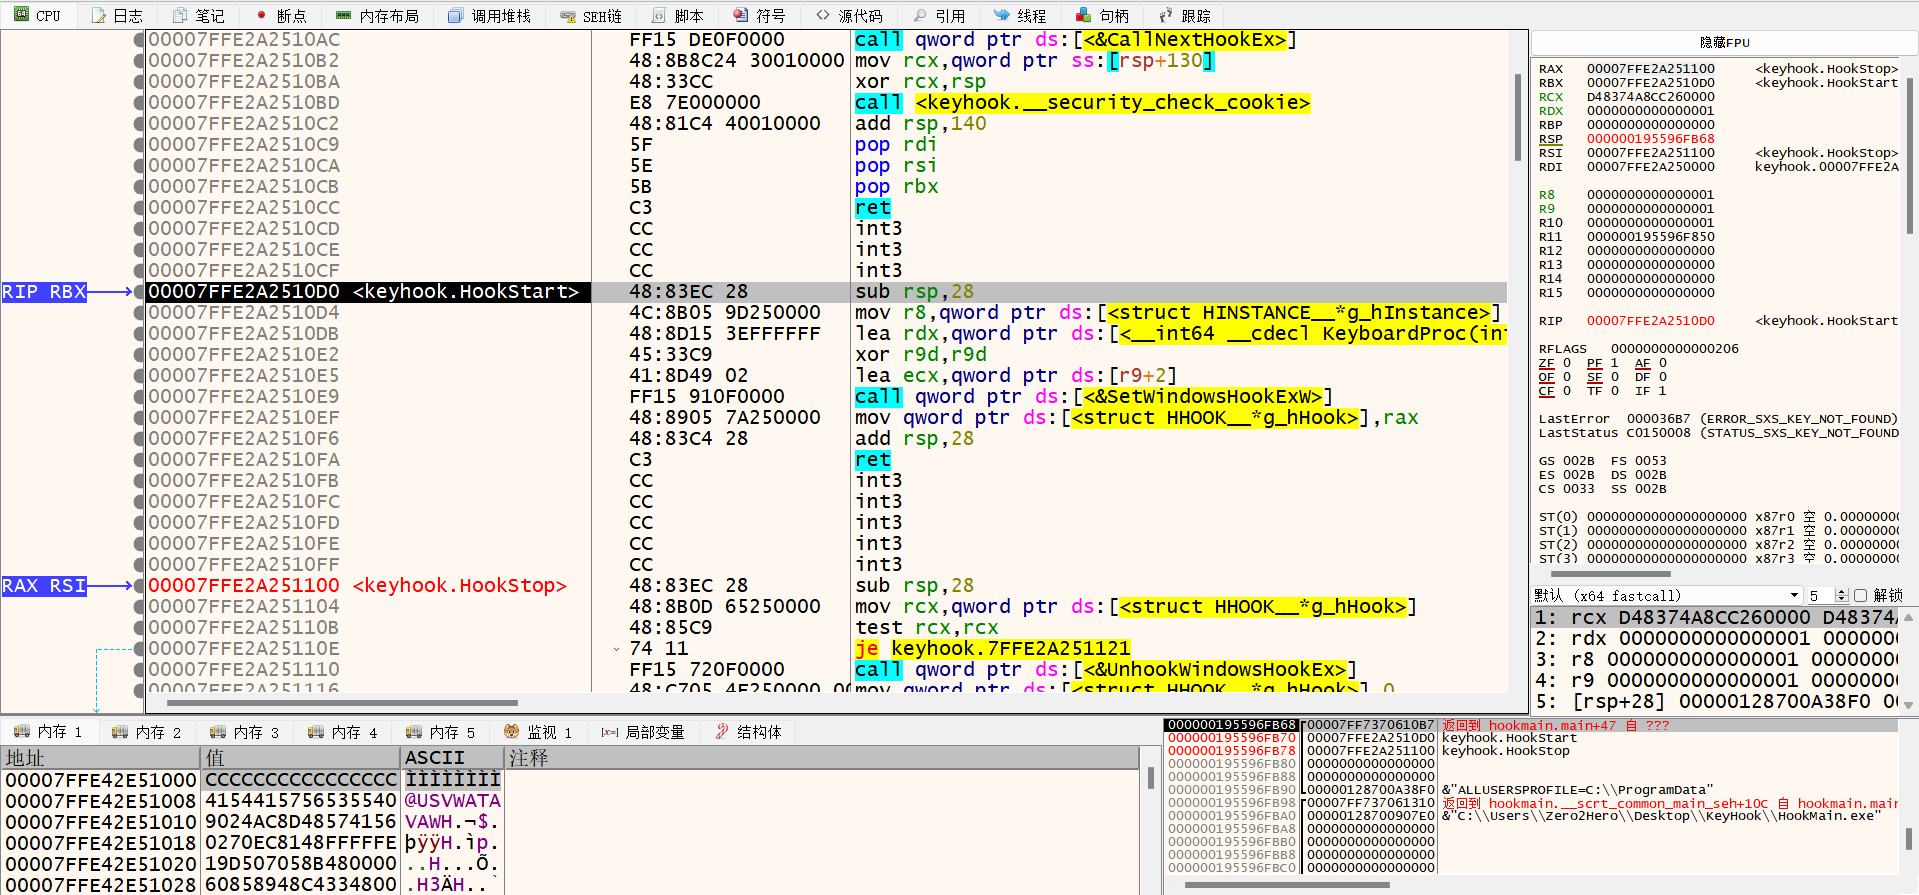 CPU 日志 笔记 断点 内存布局 调用堆栈 SEH链 脚本 符号 源代码 引用 线程 句柄 跟踪
00007FFE2A2510AC FF15 DE0F0000 call qword ptr ds:[<&CallNextHookEx>]
00007FFE2A2510B2 48:8B8C24 30010000 mov rcx,qword ptr ss:[rsp+130]
00007FFE2A2510BA 48:33CC xor rcx,rsp
00007FFE2A2510BD E8 7E000000 call <keyhook.__security_check_cookie>
00007FFE2A2510C2 48:81C4 40010000 add rsp,140
00007FFE2A2510C9 5F pop rdi
00007FFE2A2510CA 5E pop rsi
00007FFE2A2510CB 5B pop rbx
00007FFE2A2510CC C3 ret
00007FFE2A2510CD CC int3
00007FFE2A2510CE CC int3
00007FFE2A2510CF CC int3
RIP RBX 00007FFE2A2510D0 <keyhook.HookStart> 48:83EC 28 sub rsp,28
00007FFE2A2510D4 4C:8B05 9D250000 mov r8,qword ptr ds:[<struct HINSTANCE__*g_hInstance>]
00007FFE2A2510DB 48:8D15 3EFFFFFF lea rdx,qword ptr ds:[<__int64 __cdecl KeyboardProc(in
00007FFE2A2510E2 45:33C9 xor r9d,r9d
00007FFE2A2510E5 41:8D49 02 lea ecx,qword ptr ds:[r9+2]
00007FFE2A2510E9 FF15 910F0000 call qword ptr ds:[<&SetWindowsHookExW>]
00007FFE2A2510EF 48:8905 7A250000 mov qword ptr ds:[<struct HHOOK__*g_hHook>],rax
00007FFE2A2510F6 48:83C4 28 add rsp,28
00007FFE2A2510FA C3 ret
00007FFE2A2510FB CC int3
00007FFE2A2510FC CC int3
00007FFE2A2510FD CC int3
00007FFE2A2510FE CC int3
00007FFE2A2510FF CC int3
RAX RSI 00007FFE2A251100 <keyhook.HookStop> 48:83EC 28 sub rsp,28
00007FFE2A251104 48:8B0D 65250000 mov rcx,qword ptr ds:[<struct HHOOK__*g_hHook>]
00007FFE2A25110B 48:85C9 test rcx,rcx
00007FFE2A25110E 74 11 je keyhook.7FFE2A251121
00007FFE2A251110 FF15 720F0000 call qword ptr ds:[<&UnhookWindowsHookEx>]
00007FFE2A251116 48:C705 4F250000 00 mov qword ptr ds:[<struct HHOOK__*g_hHook>],0
隐藏FPU
RAX 00007FFE2A251100 <keyhook.HookStop>
RBX 00007FFE2A2510D0 <keyhook.HookStart
RCX D48374A8CC260000
RDX 0000000000000001
RBP 0000000000000000
RSP 000000195596FB68
RSI 00007FFE2A251100 <keyhook.HookStop>
RDI 00007FFE2A250000 keyhook.00007FFE2A
R8 0000000000000001
R9 0000000000000001
R10 0000000000000001
R11 000000195596F850
R12 0000000000000000
R13 0000000000000000
R14 0000000000000000
R15 0000000000000000
RIP 00007FFE2A2510D0 <keyhook.HookStart
RFLAGS 0000000000000206
ZF 0 PF 1 AF 0
OF 0 SF 0 DF 0
CF 0 TF 0 IF 1
LastError 000036B7 (ERROR_SXS_KEY_NOT_FOUND)
LastStatus C0150008 (STATUS_SXS_KEY_NOT_FOUND
GS 002B FS 0053
ES 002B DS 002B
CS 0033 SS 002B
ST(0) 00000000000000000000 x87r0 空 0.00000000
ST(1) 00000000000000000000 x87r1 空 0.00000000
ST(2) 00000000000000000000 x87r2 空 0.00000000
ST(3) 00000000000000000000 x87r3 空 0.00000000
默认 (x64 fastcall) 5 解锁
1: rcx D48374A8CC260000 D48374A
2: rdx 0000000000000001 0000000
3: r8 0000000000000001 00000000
4: r9 0000000000000001 00000000
5: [rsp+28] 00000128700A38F0 00
内存 1 内存 2 内存 3 内存 4 内存 5 监视 1 [x=] 局部变量 结构体
地址 值 ASCII 注释
00007FFE42E51000 CCCCCCCCCCCCCCCC ÌÌÌÌÌÌÌÌ
00007FFE42E51008 4154415756535540 @USVWATA
00007FFE42E51010 9024AC8D48574156 VAWH.¬$.
00007FFE42E51018 0270EC8148FFFFFE þÿÿH.ìp.
00007FFE42E51020 19D507058B480000 ..H...Õ.
00007FFE42E51028 60858948C4334800 .H3ÄH..`
000000195596FB68 00007FF7370610B7 返回到 hookmain.main+47 自 ???
000000195596FB70 00007FFE2A2510D0 keyhook.HookStart
000000195596FB78 00007FFE2A251100 keyhook.HookStop
000000195596FB80 0000000000000000
000000195596FB88 0000000000000000
000000195596FB90 00000128700A38F0 &"ALLUSERSPROFILE=C:\\ProgramData"
000000195596FB98 00007FF737061310 返回到 hookmain.__scrt_common_main_seh+10C 自 hookmain.main
000000195596FBA0 00000128700907E0 &"C:\\Users\\Zero2Hero\\Desktop\\KeyHook\\HookMain.exe"
000000195596FBA8 0000000000000000
000000195596FBB0 0000000000000000
000000195596FBB8 0000000000000000
000000195596FBC0 0000000000000000